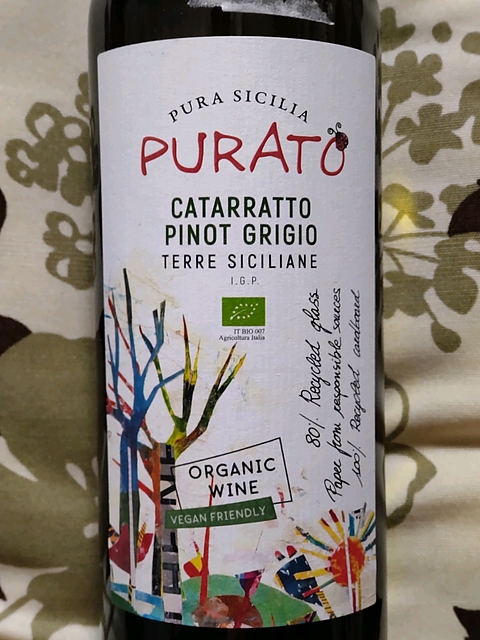 PURA SICILIA
PURATO
CATARRATTO
PINOT GRIGIO
TERRE SICILIANE
I.G.P.
IT BIO 007
Agricoltura Italia
80% Recycled glass
Paper from responsible sources
100% Recycled cardboard
ORGANIC
WINE
VEGAN FRIENDLY